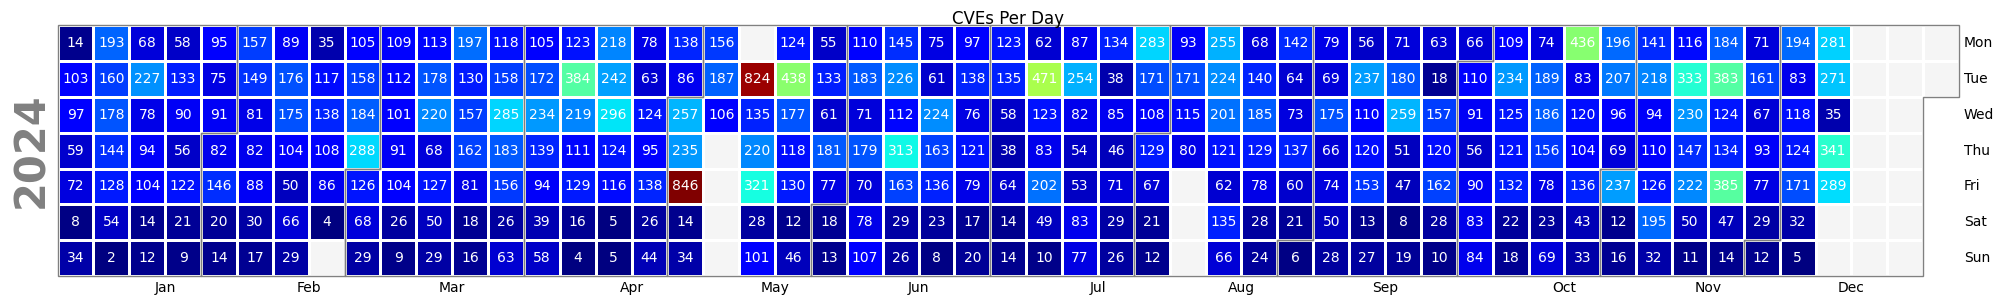 CVEs Per Day
2024
14 193 68 58 95 157 89 35 105 109 113 197 118 105 123 218 78 138 156 124 55 110 145 75 97 123 62 87 134 283 93 255 68 142 79 56 71 63 66 109 74 436 196 141 116 184 71 194 281 Mon
103 160 227 133 75 149 176 117 158 112 178 130 158 172 384 242 63 86 187 824 438 133 183 226 61 138 135 471 254 38 171 171 224 140 64 69 237 180 18 110 234 189 83 207 218 333 383 161 83 271 Tue
97 178 78 90 91 81 175 138 184 101 220 157 285 234 219 296 124 257 106 135 177 61 71 112 224 76 58 123 82 85 108 115 201 185 73 175 110 259 157 91 125 186 120 96 94 230 124 67 118 35 Wed
59 144 94 56 82 82 104 108 288 91 68 162 183 139 111 124 95 235 220 118 181 179 313 163 121 38 83 54 46 129 80 121 129 137 66 120 51 120 56 121 156 104 69 110 147 134 93 124 341 Thu
72 128 104 122 146 88 50 86 126 104 127 81 156 94 129 116 138 846 321 130 77 70 163 136 79 64 202 53 71 67 62 78 60 74 153 47 162 90 132 78 136 237 126 222 385 77 171 289 Fri
8 54 14 21 20 30 66 4 68 26 50 18 26 39 16 5 26 14 28 12 18 78 29 23 17 14 49 83 29 21 135 28 21 50 13 8 28 83 22 23 43 12 195 50 47 29 32 Sat
34 2 12 9 14 17 29 29 9 29 16 63 58 4 5 44 34 101 46 13 107 26 8 20 14 10 77 26 12 66 24 6 28 27 19 10 84 18 69 33 16 32 11 14 12 5 Sun
Jan Feb Mar Apr May Jun Jul Aug Sep Oct Nov Dec